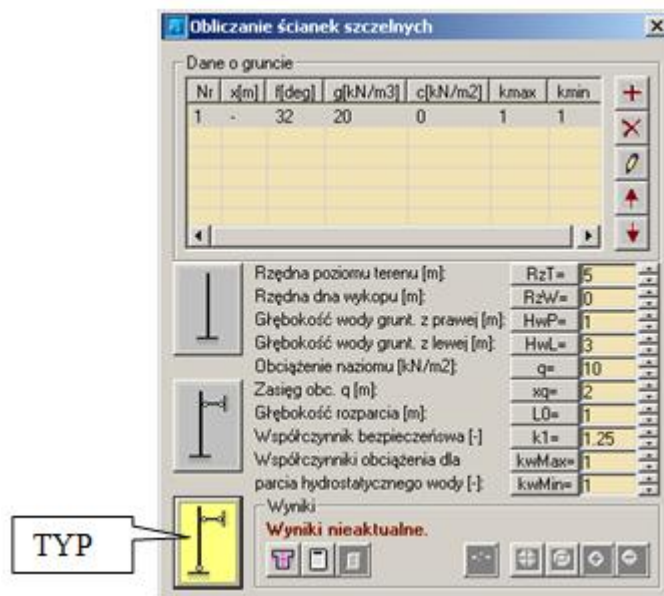 Obliczanie ścianek szczelnych
Dane o gruncie
Nr x[m] f[deg] g[kN/m3] c[kN/m2] kmax kmin
1 - 32 20 0 1 1
Rzędna poziomu terenu [m]: RzT= 5
Rzędna dna wykopu [m]: RzW= 0
Głębokość wody grunt. z prawej [m]: HwP= 1
Głębokość wody grunt. z lewej [m]: HwL= 3
Obciążenie naziomu [kN/m2]: q= 10
Zasięg obc. q [m]: xq= 2
Głębokość rozparcia [m]: L0= 1
Współczynnik bezpieczeńswa [-] k1= 1.25
Współczynniki obciążenia dla kwMax= 1
parcia hydrostatycznego wody [-]: kwMin= 1
Wyniki
Wyniki nieaktualne.
TYP